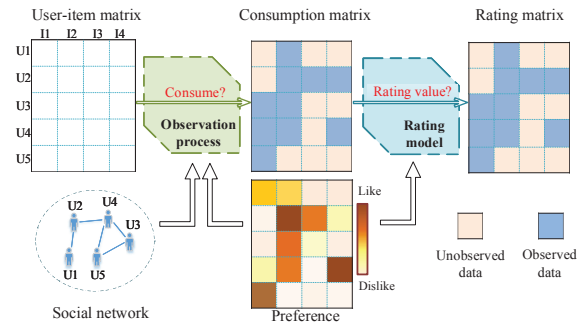 User-item matrix
Consumption matrix
Rating matrix
I1 I2 I3 I4
U1
U2
U3
U4
U5
Consume?
Observation
process
Rating value?
Rating
model
Like
Dislike
U2 U4
U3
U1 U5
Social network
Preference
Unobserved
data
Observed
data